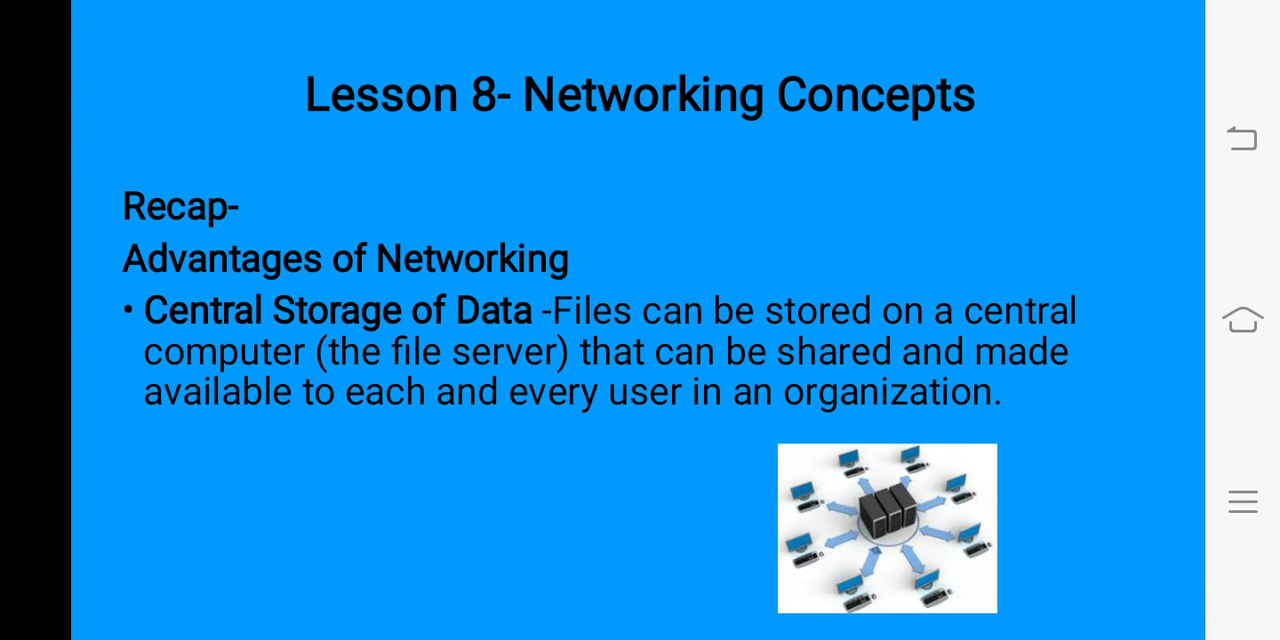 Lesson 8- Networking Concepts
Recap-
Advantages of Networking
• Central Storage of Data -Files can be stored on a central
computer (the file server) that can be shared and made
available to each and every user in an organization.